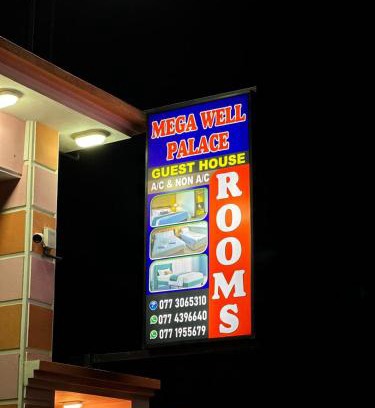 MEGA WELL
PALACE
GUEST HOUSE
A/C & NON A/C
ROOMS
077 3065310
077 4396640
077 1955679